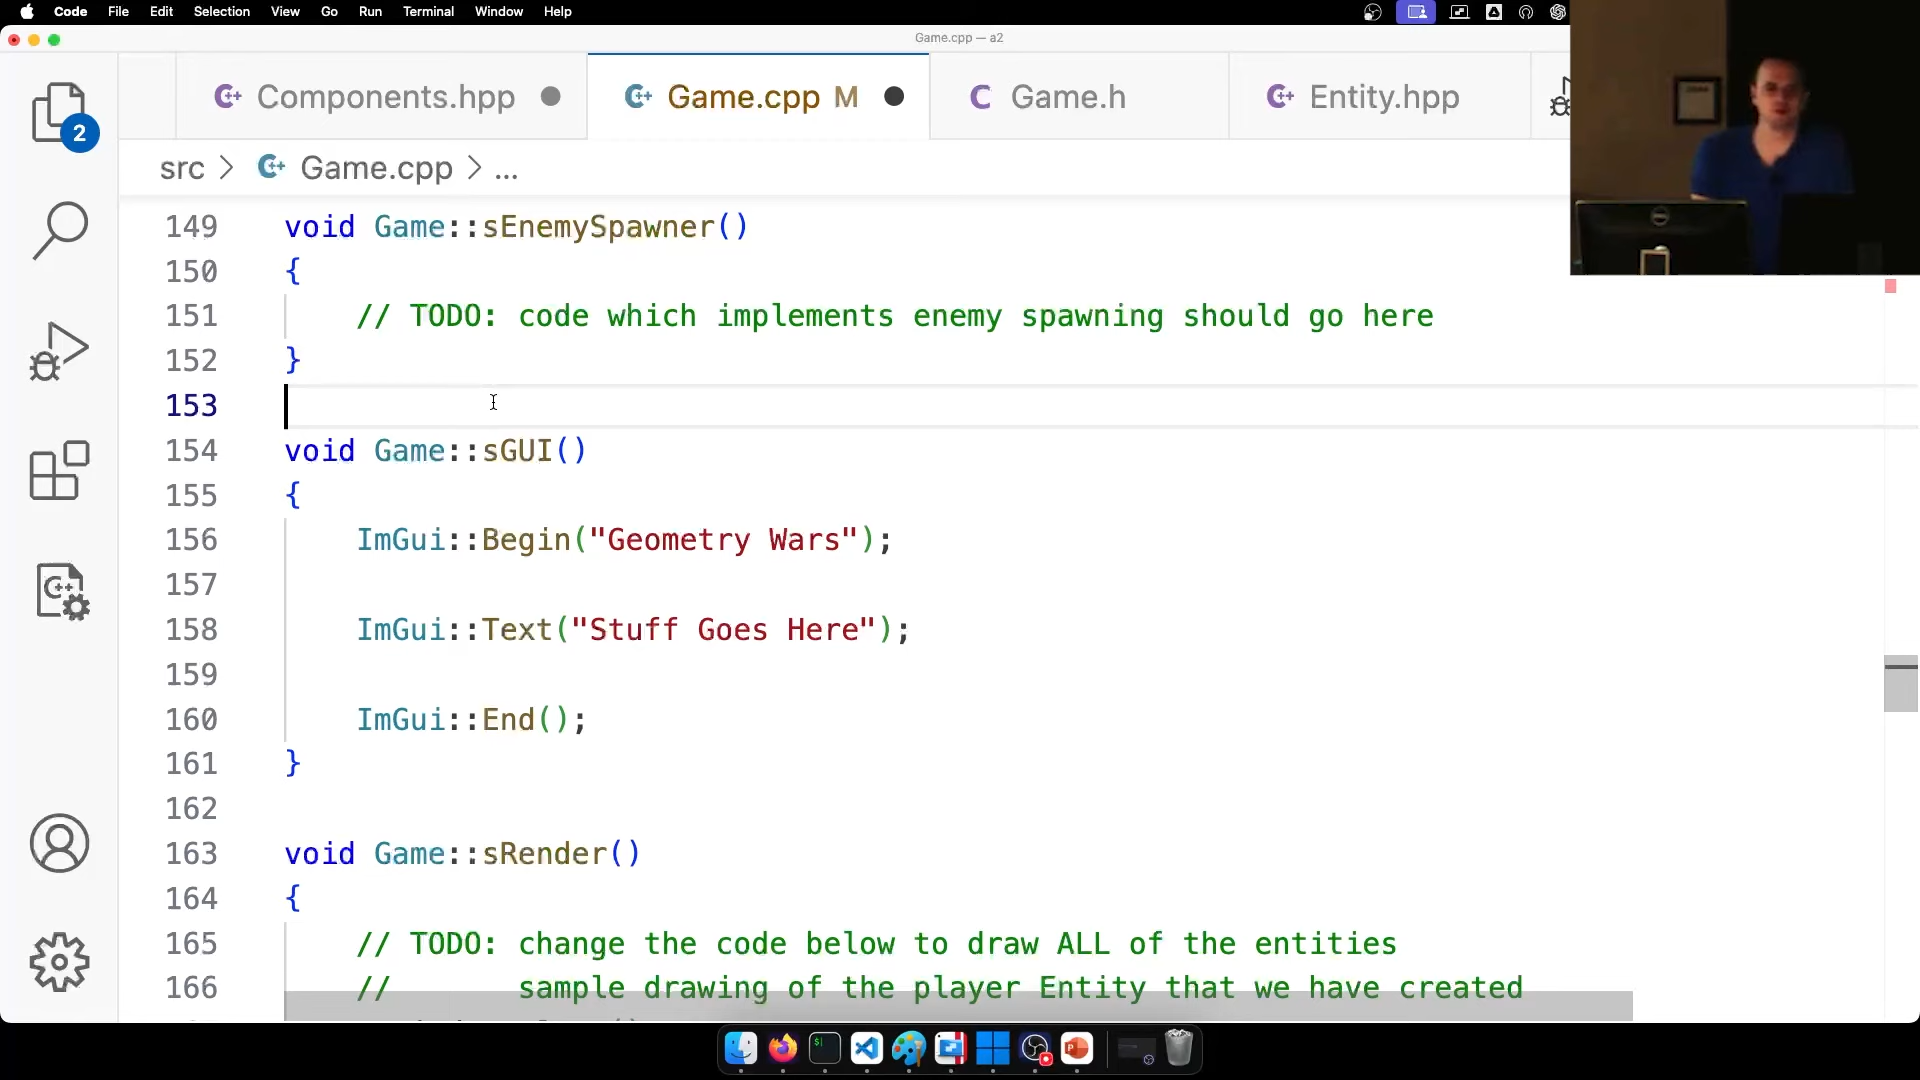 Code File Edit Selection View Go Run Terminal Window Help
Game.cpp — a2
Components.hpp
Game.cpp M
Game.h
Entity.hpp
2
src > Game.cpp > ...
149 void Game::sEnemySpawner()
150 {
151 // TODO: code which implements enemy spawning should go here
152 }
153
154 void Game::sGUI()
155 {
156 ImGui::Begin("Geometry Wars");
157
158 ImGui::Text("Stuff Goes Here");
159
160 ImGui::End();
161 }
162
163 void Game::sRender()
164 {
165 // TODO: change the code below to draw ALL of the entities
166 // sample drawing of the player Entity that we have created